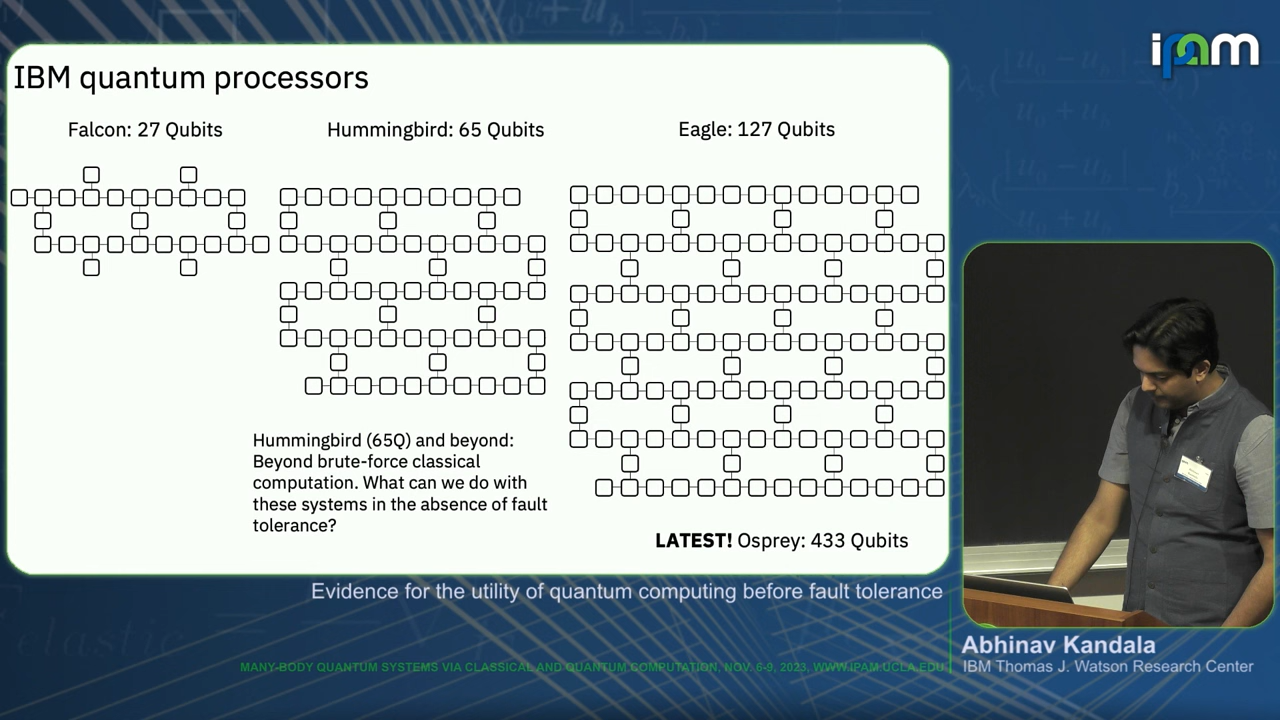 IBM quantum processors
Falcon: 27 Qubits
Hummingbird: 65 Qubits
Eagle: 127 Qubits
Hummingbird (65Q) and beyond:
Beyond brute-force classical
computation. What can we do with
these systems in the absence of fault
tolerance?
LATEST! Osprey: 433 Qubits
ipam
Evidence for the utility of quantum computing before fault tolerance
Abhinav Kandala
IBM Thomas J. Watson Research Center
MANY-BODY QUANTUM SYSTEMS VIA CLASSICAL AND QUANTUM COMPUTATION, NOV. 6-9, 2023, WWW.IPAM.UCLA.EDU